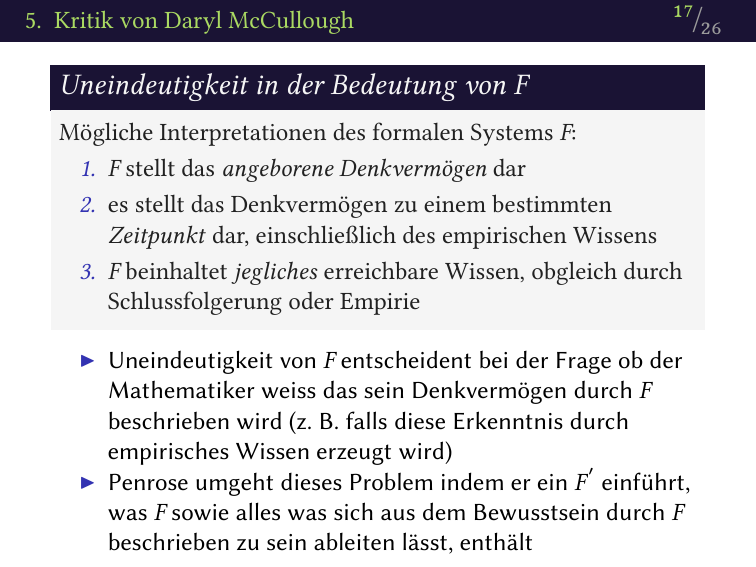 5. Kritik von Daryl McCullough
17/26
Uneindeutigkeit in der Bedeutung von F
Mögliche Interpretationen des formalen Systems F:
1. F stellt das angeborene Denkvermögen dar
2. es stellt das Denkvermögen zu einem bestimmten
Zeitpunkt dar, einschließlich des empirischen Wissens
3. F beinhaltet jegliches erreichbare Wissen, obgleich durch
Schlussfolgerung oder Empirie
▶ Uneindeutigkeit von F entscheident bei der Frage ob der
Mathematiker weiss das sein Denkvermögen durch F
beschrieben wird (z. B. falls diese Erkenntnis durch
empirisches Wissen erzeugt wird)
▶ Penrose umgeht dieses Problem indem er ein F′ einführt,
was F sowie alles was sich aus dem Bewusstsein durch F
beschrieben zu sein ableiten lässt, enthält